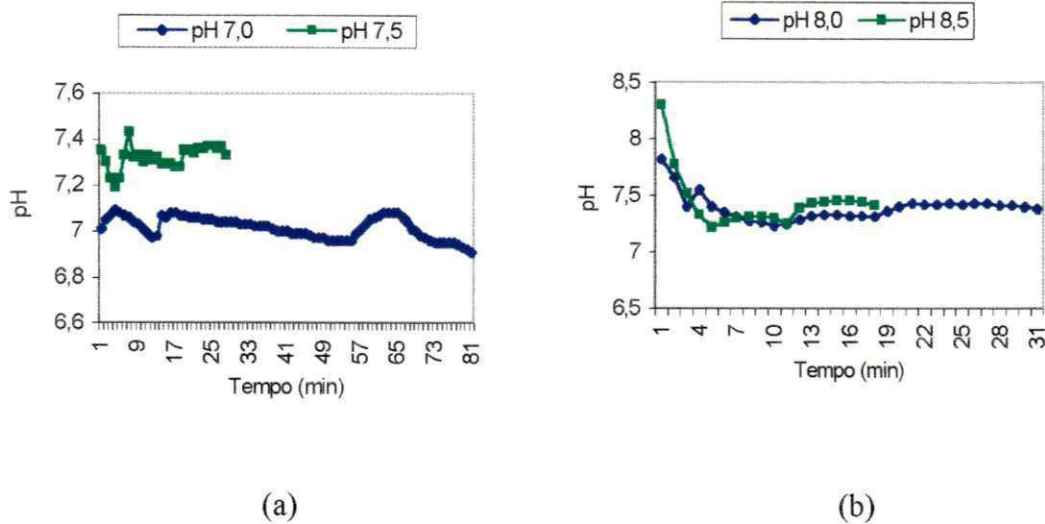 pH 7,0 pH 7,5
7,6
7,4
7,2
7
6,8
6,6
pH
1 9 17 25 33 41 49 57 65 73 81
Tempo (min)
(a)
pH 8,0 pH 8,5
8,5
8
7,5
7
6,5
pH
1 4 7 10 13 16 19 22 25 28 31
Tempo (min)
(b)